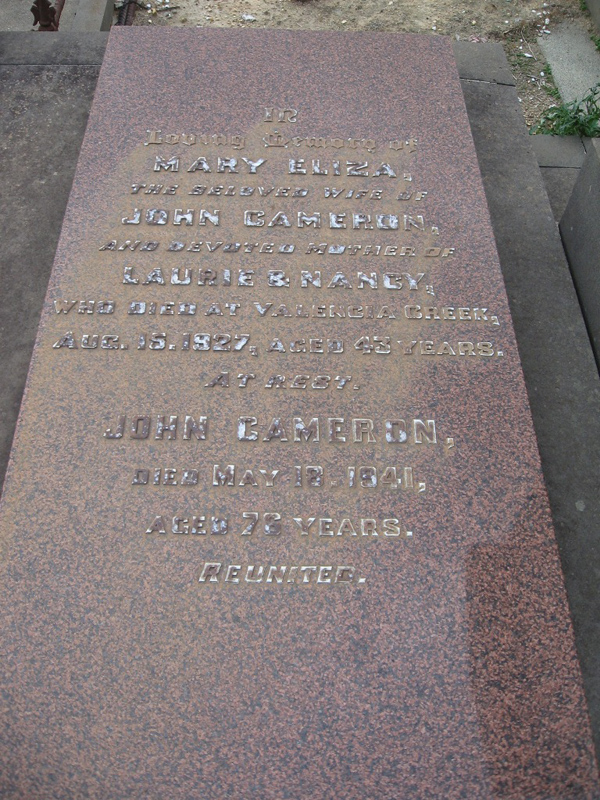 IN
Loving Memory of
MARY ELIZA,
THE BELOVED WIFE OF
JOHN CAMERON,
AND DEVOTED MOTHER OF
LAURIE & NANCY,
WHO DIED AT VALENCIA CREEK,
AUG. 15. 1927, AGED 43 YEARS.
AT REST.
JOHN CAMERON,
DIED MAY 1941,
AGED YEARS.
REUNITED.